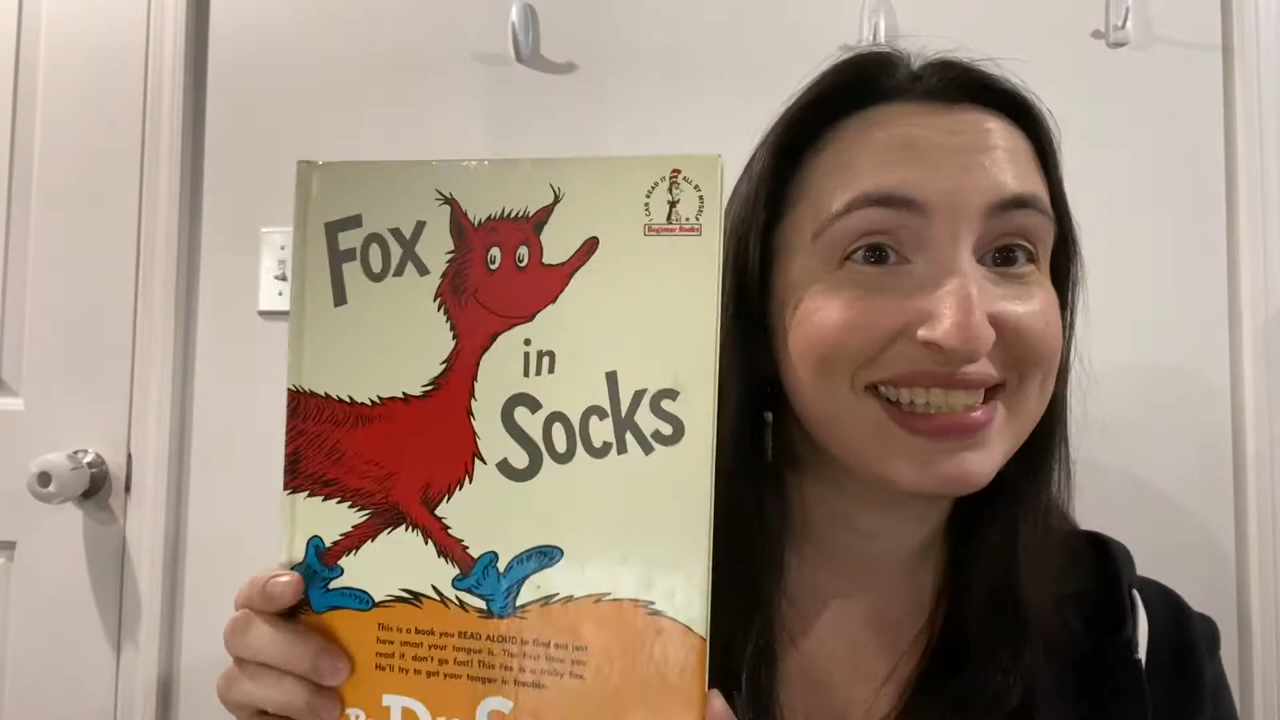 Fox
in
Socks
I CAN READ IT ALL BY MYSELF
Beginner Books
This is a book you READ ALOUD to find out just
how smart your tongue is. The first time you
read it, don't go fast! This Fox is a tricky fox.
He'll try to get your tongue in trouble.
By Dr. S